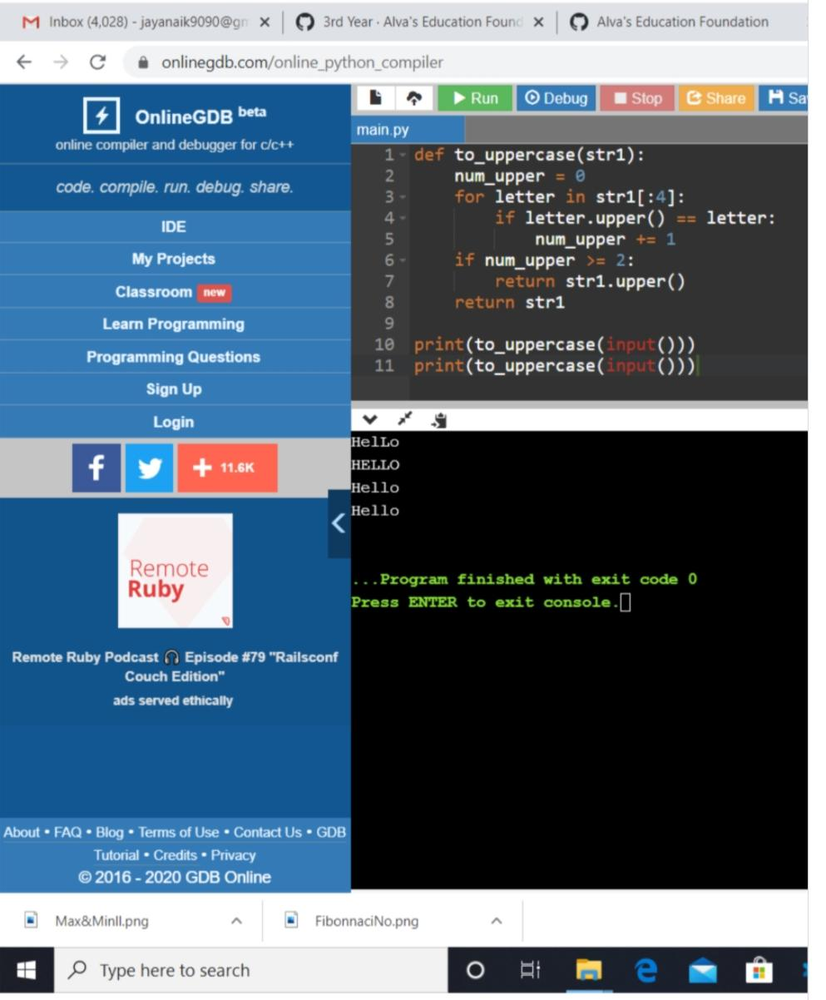 Inbox (4,028) - jayanaik9090@gm
3rd Year · Alva's Education Found
Alva's Education Foundation
onlinegdb.com/online_python_compiler
OnlineGDB beta
online compiler and debugger for c/c++
code. compile. run. debug. share.
IDE
My Projects
Classroom new
Learn Programming
Programming Questions
Sign Up
Login
11.6K
Remote
Ruby
Remote Ruby Podcast 🎧 Episode #79 "Railsconf
Couch Edition"
ads served ethically
About • FAQ • Blog • Terms of Use • Contact Us • GDB
Tutorial • Credits • Privacy
© 2016 - 2020 GDB Online
Run Debug Stop Share Sa
main.py
1 def to_uppercase(str1):
2     num_upper = 0
3     for letter in str1[:4]:
4         if letter.upper() == letter:
5             num_upper += 1
6     if num_upper >= 2:
7         return str1.upper()
8     return str1
9
10 print(to_uppercase(input()))
11 print(to_uppercase(input()))
HelLo
HELLO
Hello
Hello
...Program finished with exit code 0
Press ENTER to exit console.
Max&MinII.png
FibonnaciNo.png
Type here to search